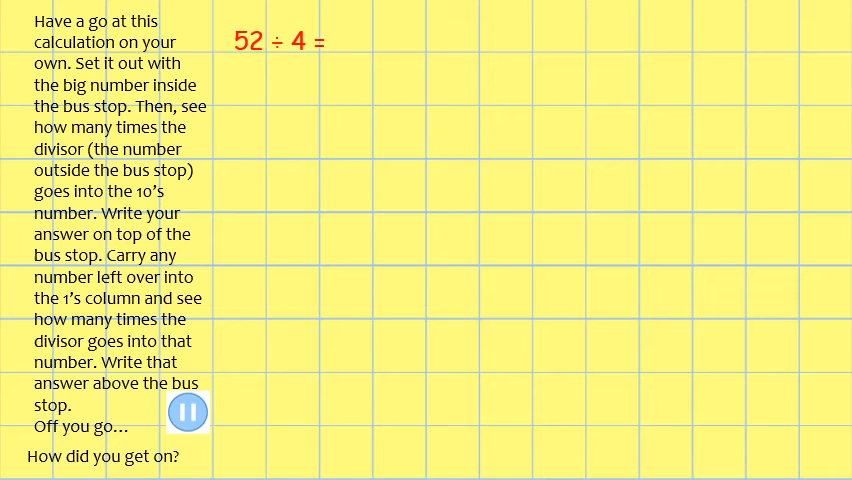 Have a go at this
calculation on your
own. Set it out with
the big number inside
the bus stop. Then, see
how many times the
divisor (the number
outside the bus stop)
goes into the 10's
number. Write your
answer on top of the
bus stop. Carry any
number left over into
the 1's column and see
how many times the
divisor goes into that
number. Write that
answer above the bus
stop.
Off you go...
How did you get on?
52 ÷ 4 =